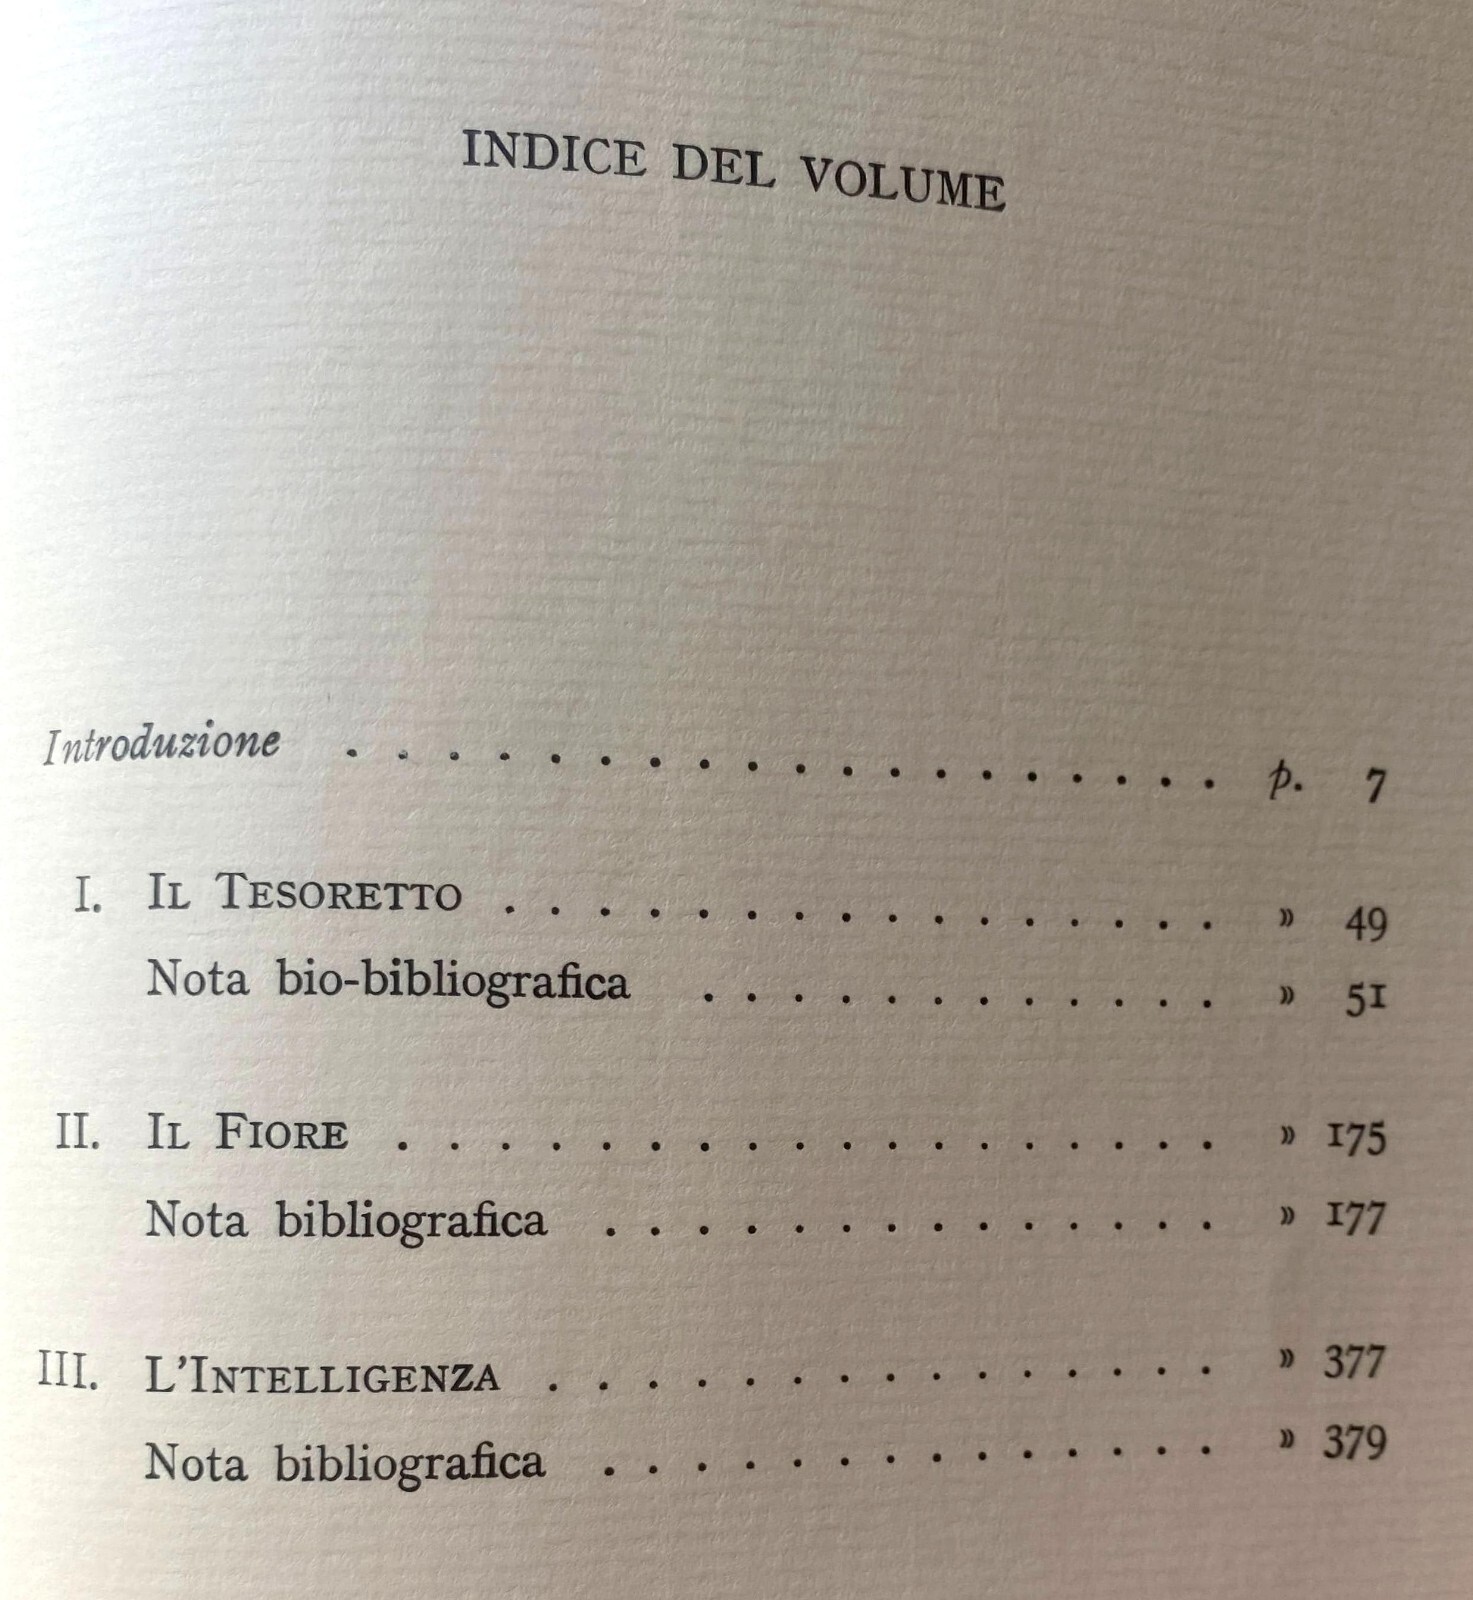 INDICE DEL VOLUME
Introduzione . . . . . . . . . . . . . . . . . . p. 7
I. IL TESORETTO . . . . . . . . . . . . . . . » 49
Nota bio-bibliografica . . . . . . . . . . . . » 51
II. IL FIORE . . . . . . . . . . . . . . . . . » 175
Nota bibliografica . . . . . . . . . . . . . . » 177
III. L'INTELLIGENZA . . . . . . . . . . . . . . . » 377
Nota bibliografica . . . . . . . . . . . . . . » 379